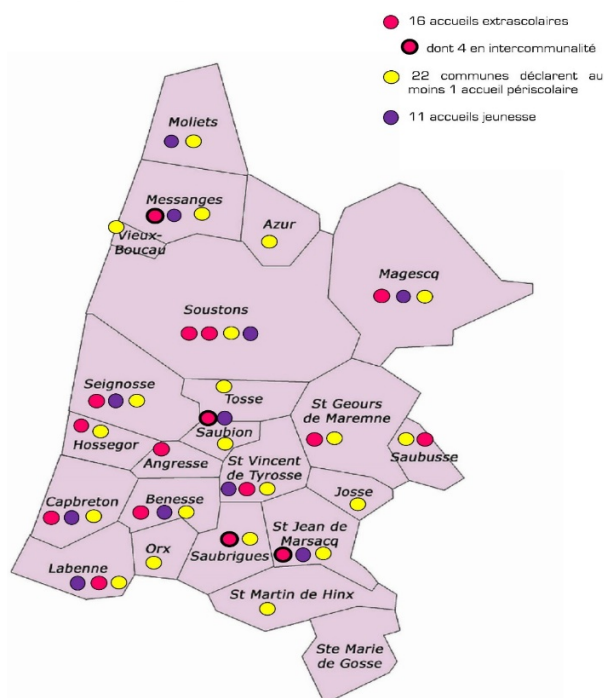 16 accueils extrascolaires
dont 4 en intercommunalité
22 communes déclarent au
moins 1 accueil périscolaire
11 accueils jeunesse
Moliets
Messanges
Azur
Vieux-
Boucau
Magescq
Soustons
Seignosse
Tosse
St Geours
de Maremne
Hossegor
Saubion
Angresse
St Vincent
de Tyrosse
Saubusse
Capbreton
Benesse
Josse
Orx
Saubrigues
St Jean de
Marsacq
Labenne
St Martin de Hinx
Ste Marie
de Gosse